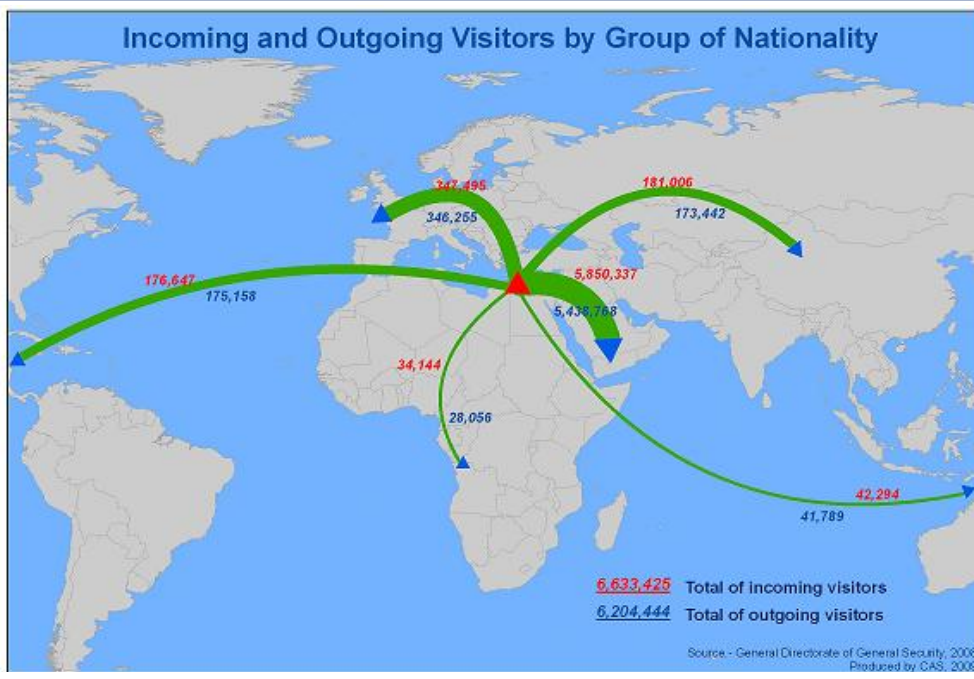 Incoming and Outgoing Visitors by Group of Nationality
347,495
346,255
181,006
173,442
176,647
175,158
5,850,337
5,438,768
34,144
28,056
42,294
41,789
6,633,425 Total of incoming visitors
6,204,444 Total of outgoing visitors
Source.- General Directorate of General Security, 2008
Produced by CAS, 2009